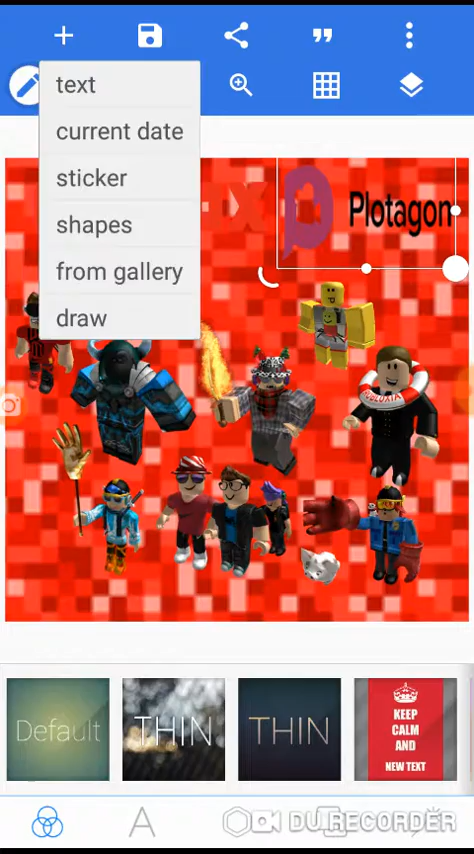 text
current date
sticker
shapes
from gallery
draw
X
Plotagon
Default
THIN
THIN
KEEP
CALM
AND
NEW TEXT
A
DU RECORDER